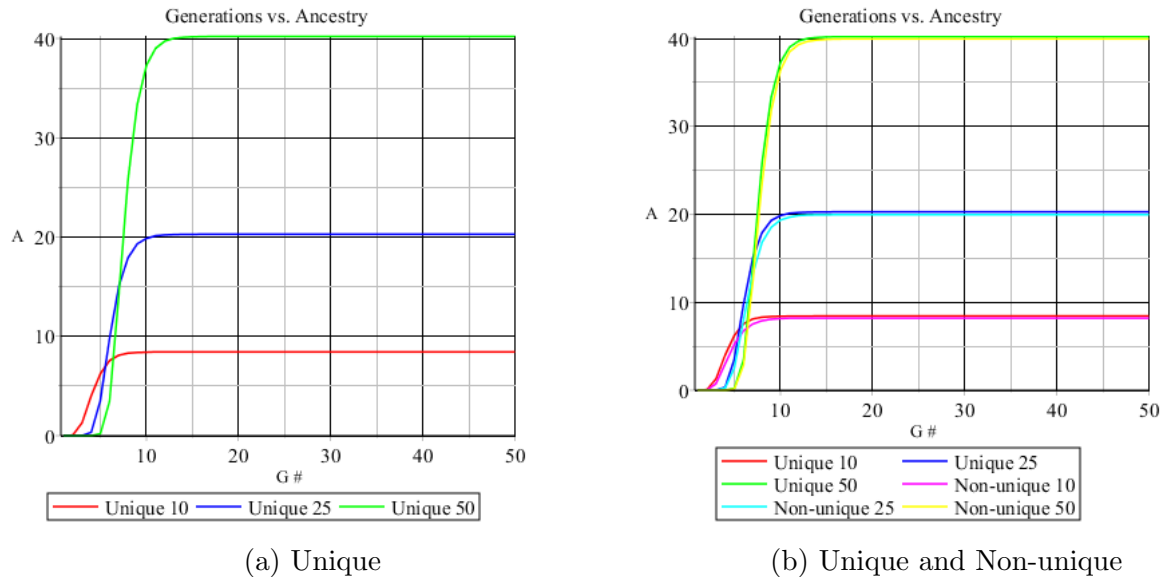 Generations vs. Ancestry
40
30
A
20
10
0
10
20
30
40
50
G #
Unique 10
Unique 25
Unique 50
(a) Unique
Generations vs. Ancestry
40
30
A
20
10
0
10
20
30
40
50
G #
Unique 10
Unique 25
Unique 50
Non-unique 10
Non-unique 25
Non-unique 50
(b) Unique and Non-unique